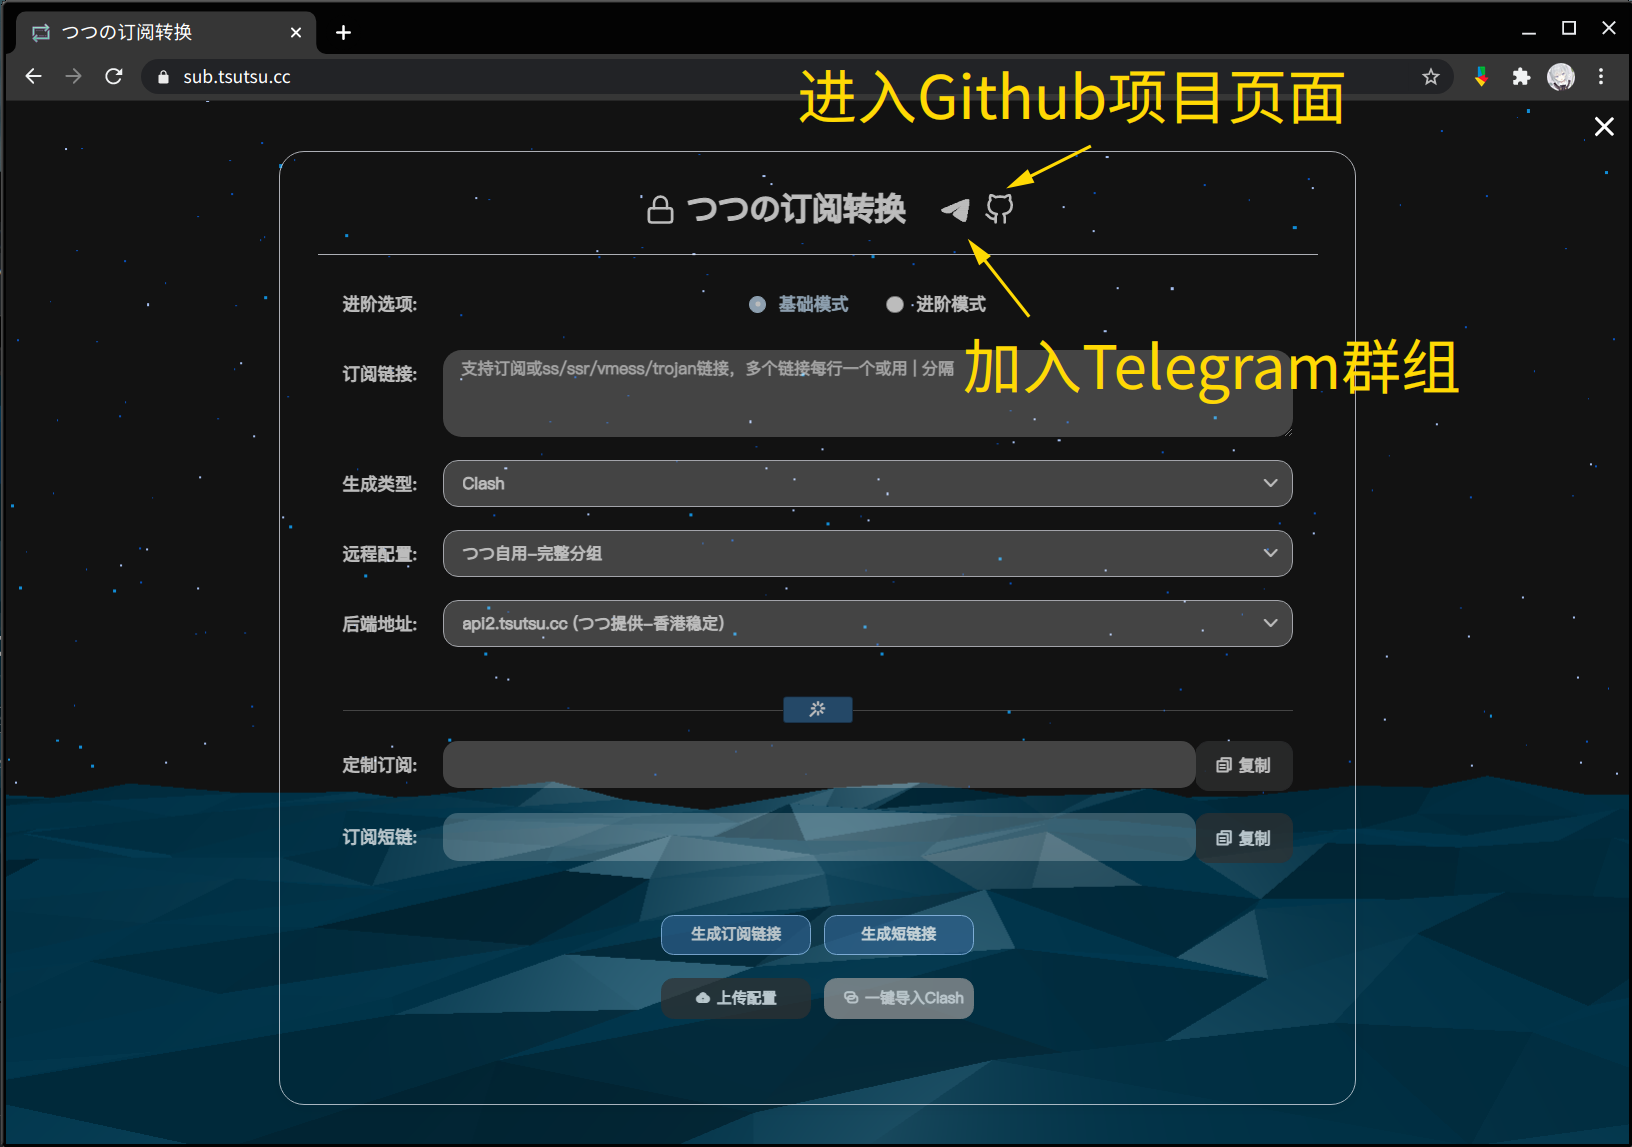 つつの订阅转换
sub.tsutsu.cc
进入Github项目页面
つつの订阅转换
进阶选项:
基础模式
进阶模式
加入Telegram群组
订阅链接:
支持订阅或ss/ssr/vmess/trojan链接，多个链接每行一个或用 | 分隔
生成类型:
Clash
远程配置:
つつ自用-完整分组
后端地址:
api2.tsutsu.cc (つつ提供-香港稳定)
定制订阅:
复制
订阅短链:
复制
生成订阅链接
生成短链接
上传配置
一键导入Clash